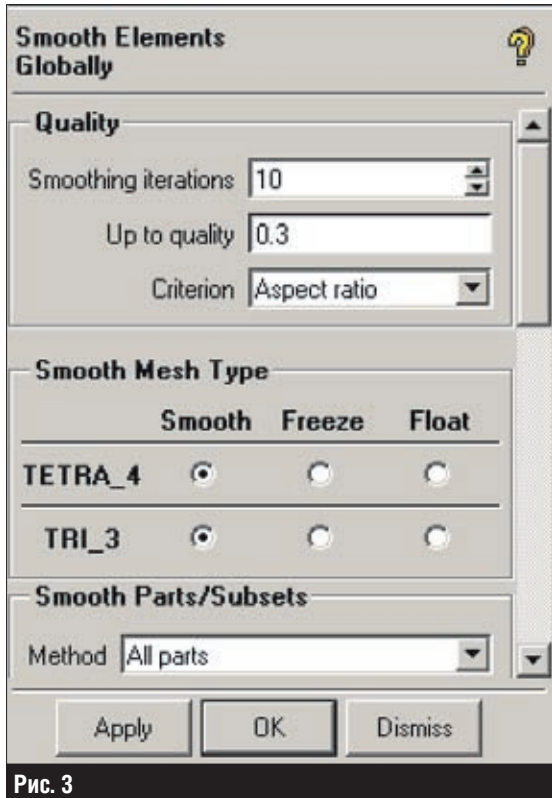 Smooth Elements
Globally
Quality
Smoothing iterations 10
Up to quality 0.3
Criterion Aspect ratio
Smooth Mesh Type
Smooth Freeze Float
TETRA_4
TRI_3
Smooth Parts/Subsets
Method All parts
Apply OK Dismiss
Рис. 3